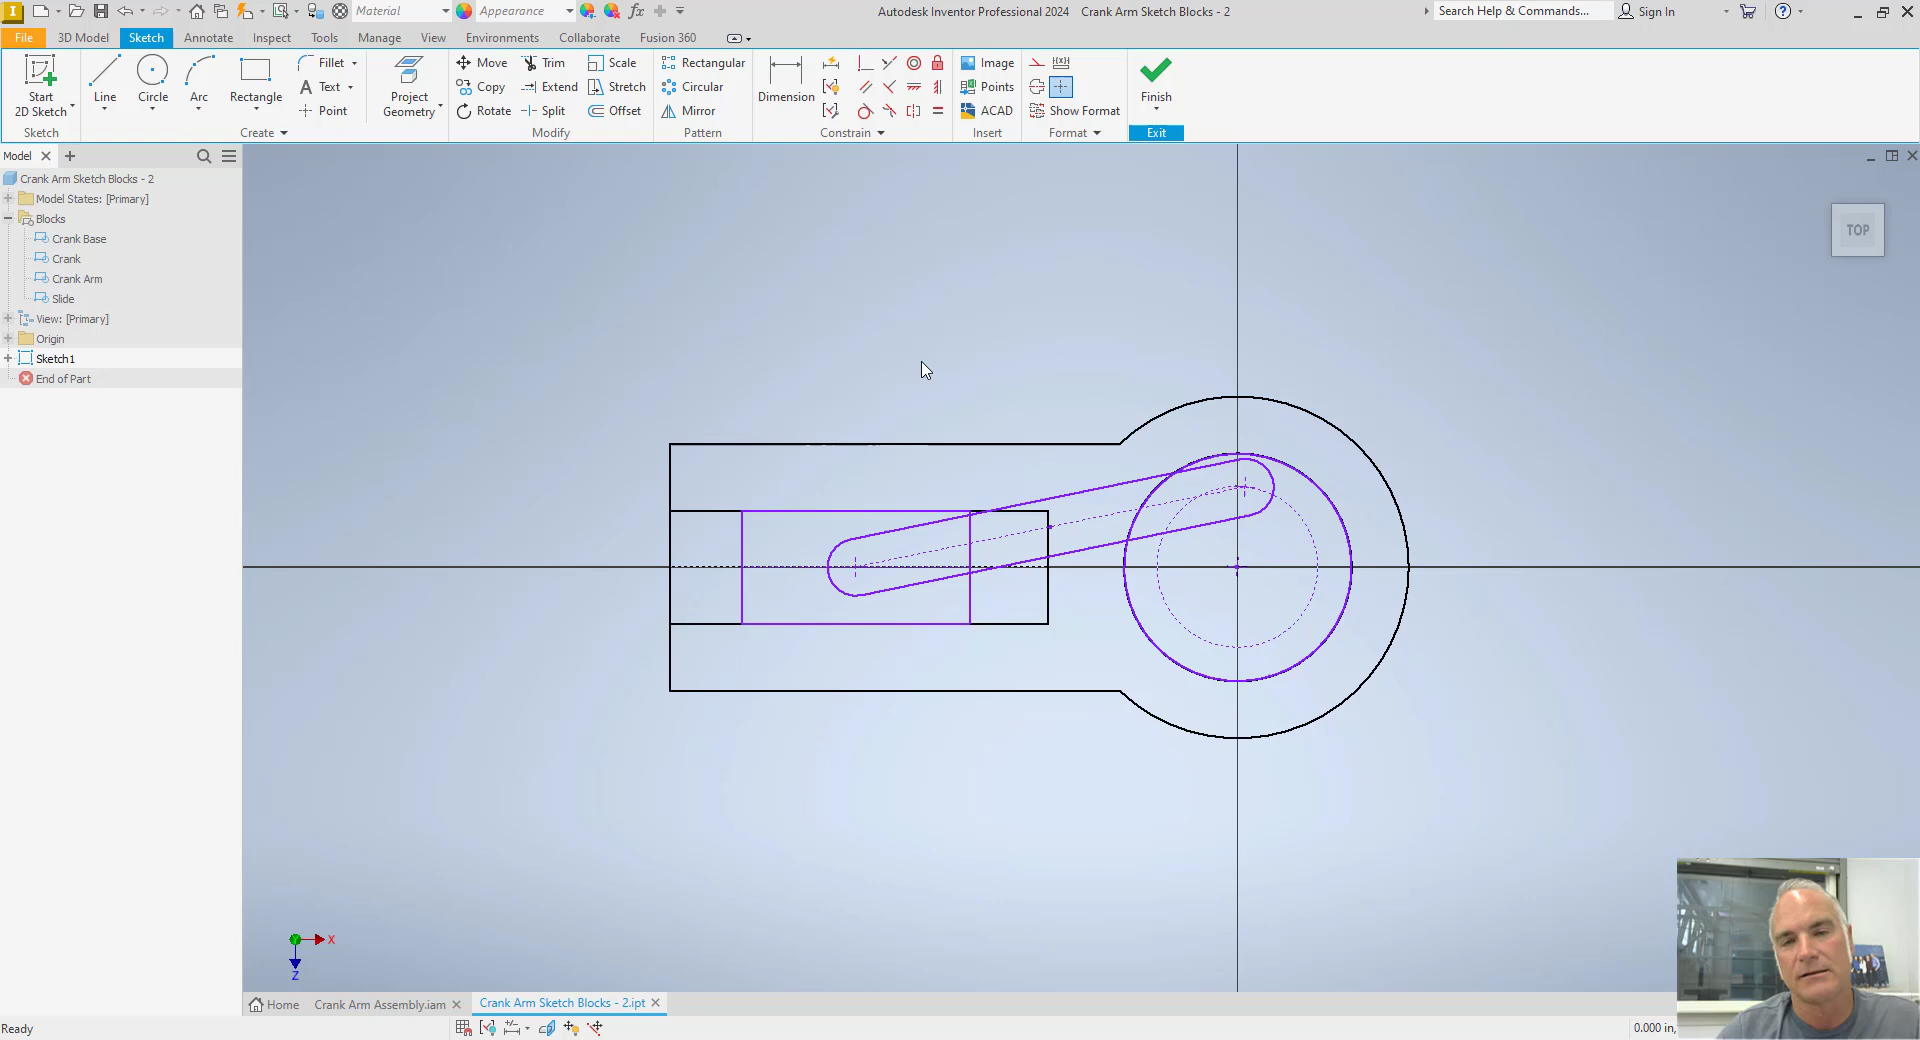 I Material Appearance fx Autodesk Inventor Professional 2024 Crank Arm Sketch Blocks - 2 Search Help & Commands... Sign In
File 3D Model Sketch Annotate Inspect Tools Manage View Environments Collaborate Fusion 360
Start 2D Sketch
Line
Circle
Arc
Rectangle
Fillet
Text
Point
Project Geometry
Move Trim Scale
Copy Extend Stretch
Rotate Split Offset
Rectangular
Circular
Mirror
Dimension
Image
Points
ACAD
Show Format
Finish
Sketch Create Modify Pattern Constrain Insert Format Exit
Model
Crank Arm Sketch Blocks - 2
Model States: [Primary]
Blocks
Crank Base
Crank
Crank Arm
Slide
View: [Primary]
Origin
Sketch1
End of Part
TOP
X
Z
Home Crank Arm Assembly.iam Crank Arm Sketch Blocks - 2.ipt
Ready 0.000 in,